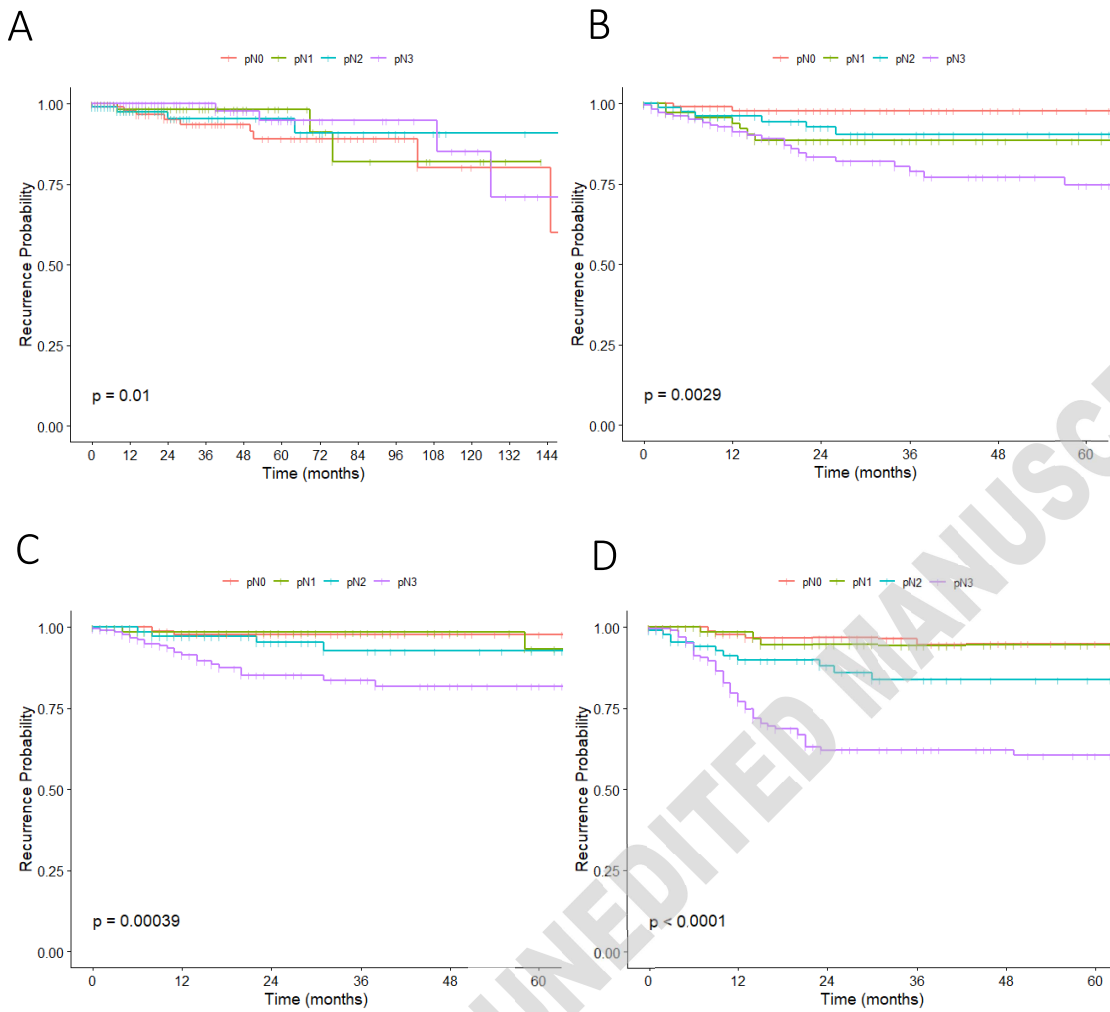 A
pN0 pN1 pN2 pN3
Recurrence Probability
1.00
0.75
0.50
0.25
0.00
p = 0.01
0 12 24 36 48 60 72 84 96 108 120 132 144
Time (months)
B
pN0 pN1 pN2 pN3
Recurrence Probability
1.00
0.75
0.50
0.25
0.00
p = 0.0029
0 12 24 36 48 60
Time (months)
C
pN0 pN1 pN2 pN3
Recurrence Probability
1.00
0.75
0.50
0.25
0.00
p = 0.00039
0 12 24 36 60
Time (months)
D
pN0 pN1 pN2 pN3
Recurrence Probability
1.00
0.75
0.50
0.25
0.00
p < 0.0001
0 12 24 36 48 60
Time (months)
UNEDITED MANUSC